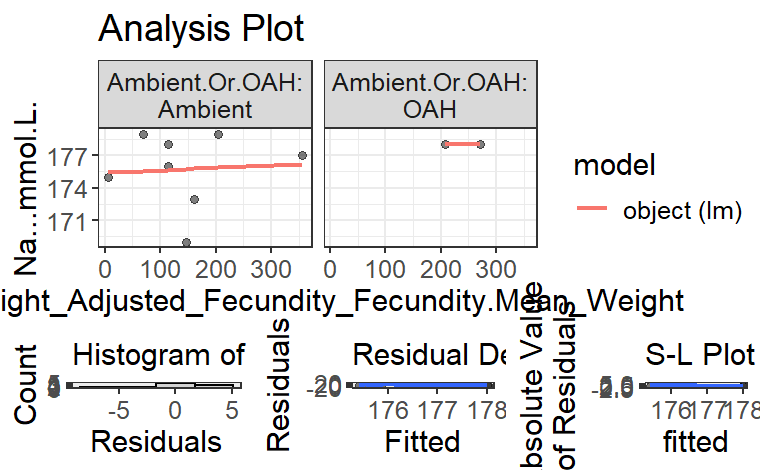 Analysis Plot
Ambient.Or.OAH:
Ambient
Ambient.Or.OAH:
OAH
Na...mmol.L.
177
174
171
0 100 200 300
0 100 200 300
ight_Adjusted_Fecundity_Fecundity.Mean_Weight
model
object (lm)
Histogram of
Count
-5 0 5
Residuals
Residual De
Residuals
176 177 178
Fitted
S-L Plot
bsolute Value
of Residuals
176 177 178
fitted